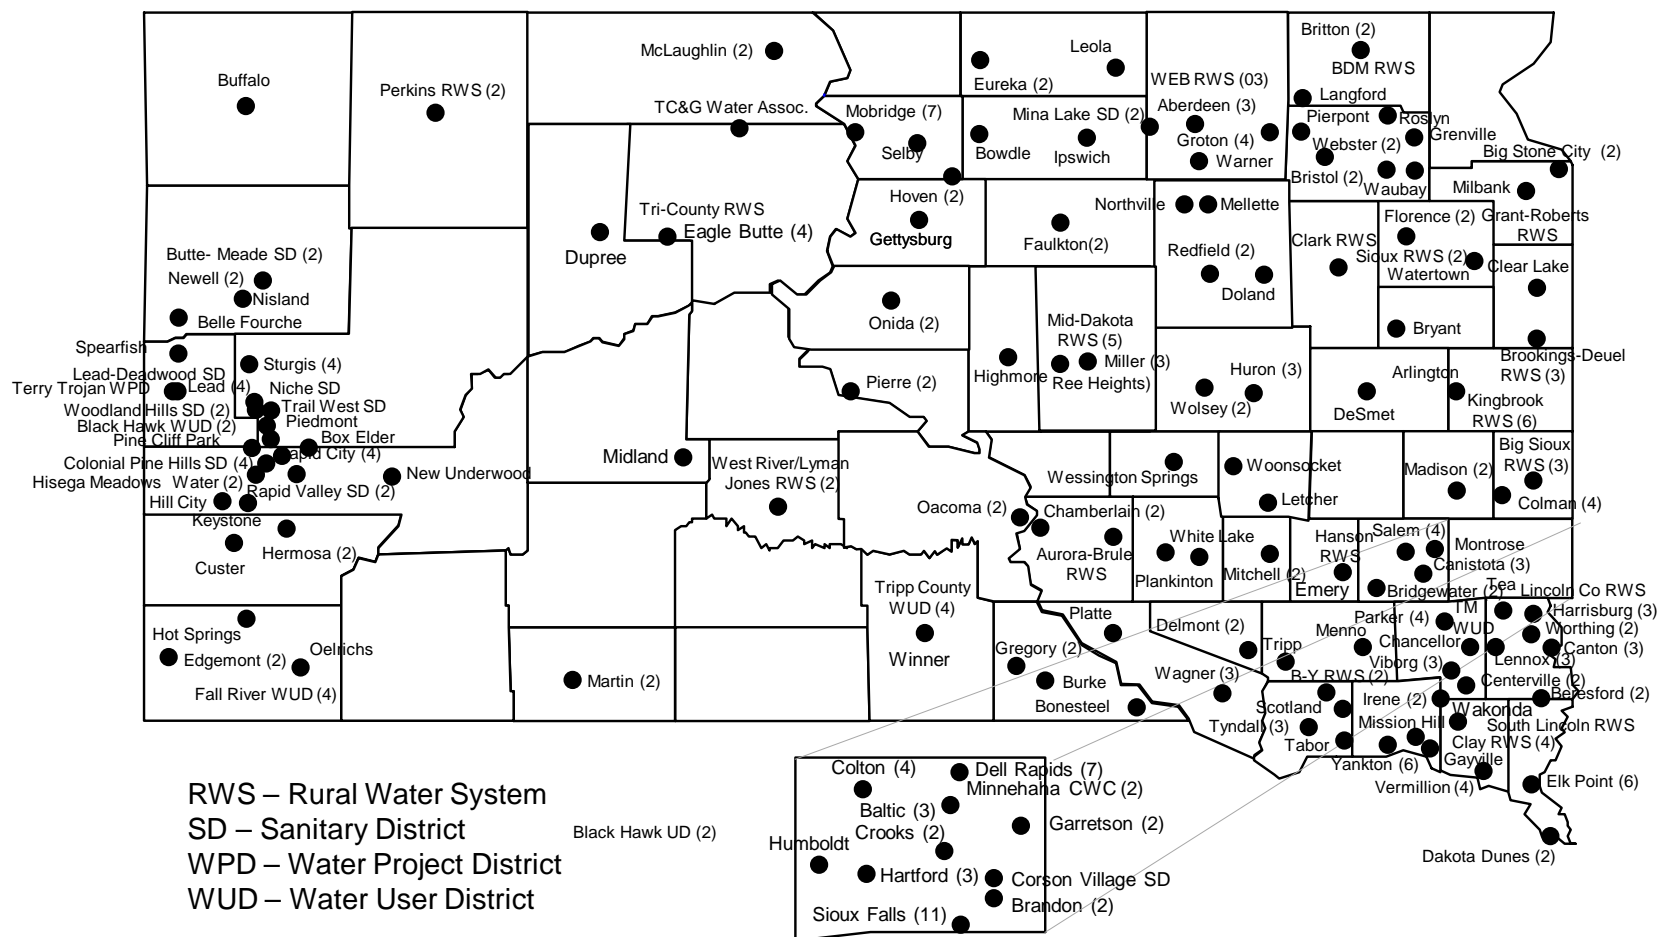 Britton (2)
BDM RWS
McLaughlin (2)
Leola
Eureka (2)
WEB RWS (03)
Langford
Buffalo
Perkins RWS (2)
TC&G Water Assoc.
Mobridge (7)
Mina Lake SD (2)
Aberdeen (3)
Pierpont
Roslyn
Grenville
Selby
Bowdle
Ipswich
Groton (4)
Warner
Webster (2)
Big Stone City (2)
Bristol (2)
Waubay
Milbank
Hoven (2)
Northville
Mellette
Tri-County RWS
Eagle Butte (4)
Gettysburg
Faulkton(2)
Florence (2)
Grant-Roberts
RWS
Dupree
Redfield (2)
Clark RWS
Sioux RWS (2)
Watertown
Clear Lake
Butte- Meade SD (2)
Newell (2)
Nisland
Belle Fourche
Doland
Onida (2)
Mid-Dakota
RWS (5)
Bryant
Spearfish
Sturgis (4)
Highmore
Miller (3)
Ree Heights)
Brookings-Deuel
RWS (3)
Lead-Deadwood SD
Terry Trojan WPD
Lead (4)
Niche SD
Pierre (2)
Huron (3)
Wolsey (2)
Arlington
DeSmet
Kingbrook
RWS (6)
Woodland Hills SD (2)
Trail West SD
Black Hawk WUD (2)
Piedmont
Pine Cliff Park
Box Elder
Rapid City (4)
Colonial Pine Hills SD (4)
Hisega Meadows Water (2)
Rapid Valley SD (2)
New Underwood
Midland
West River/Lyman
Jones RWS (2)
Wessington Springs
Woonsocket
Madison (2)
Big Sioux
RWS (3)
Hill City
Letcher
Colman (4)
Keystone
Hermosa (2)
Custer
Oacoma (2)
Chamberlain (2)
Aurora-Brule
RWS
White Lake
Plankinton
Mitchell (2)
Hanson
RWS
Emery
Salem (4)
Montrose
Canistota (3)
Bridgewater (2)
Tea
Lincoln Co RWS
Tripp County
WUD (4)
Winner
Platte
Delmont (2)
Parker (4)
TM
WUD
Harrisburg (3)
Worthing (2)
Hot Springs
Edgemont (2)
Oelrichs
Fall River WUD (4)
Martin (2)
Gregory (2)
Burke
Bonesteel
Tripp
Menno
Chancellor
Canton (3)
Lennox (3)
Wagner (3)
B-Y RWS (2)
Viborg (3)
Centerville (2)
Beresford (2)
Scotland
Irene (2)
Wakonda
Tyndall (3)
Tabor
Mission Hill
South Lincoln RWS
Clay RWS (4)
Yankton (6)
Gayville
Vermillion (4)
Elk Point (6)
Dakota Dunes (2)
Colton (4)
Dell Rapids (7)
Minnehaha CWC (2)
Baltic (3)
Crooks (2)
Garretson (2)
Humboldt
Hartford (3)
Corson Village SD
Brandon (2)
Sioux Falls (11)
Black Hawk UD (2)
RWS – Rural Water System
SD – Sanitary District
WPD – Water Project District
WUD – Water User District